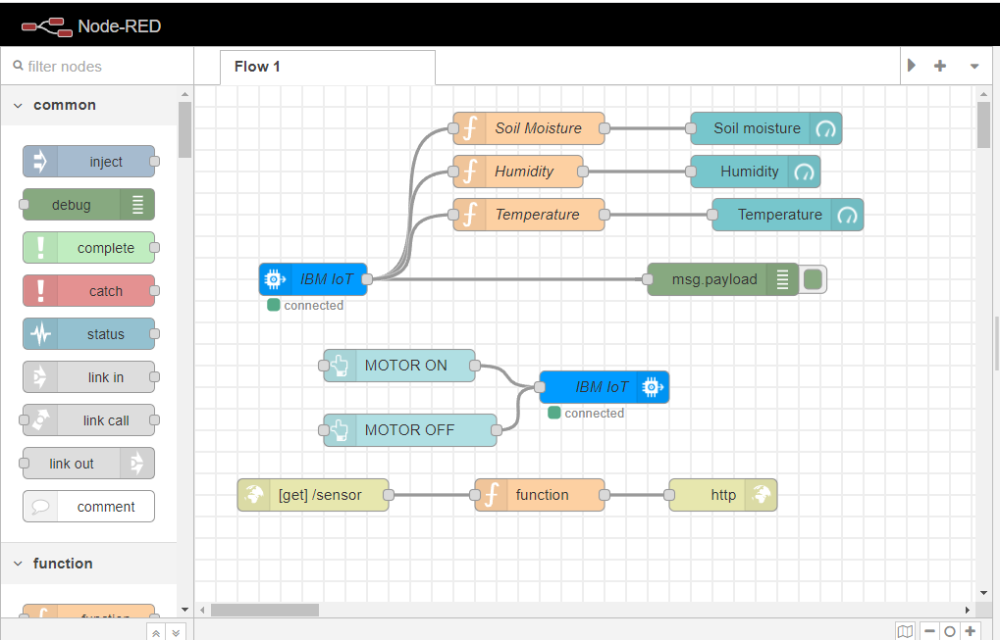 Node-RED
filter nodes
Flow 1
common
inject
debug
complete
catch
status
link in
link call
link out
comment
function
function
Soil Moisture
Soil moisture
Humidity
Humidity
Temperature
Temperature
IBM IoT
connected
msg.payload
MOTOR ON
IBM IoT
connected
MOTOR OFF
[get] /sensor
function
http